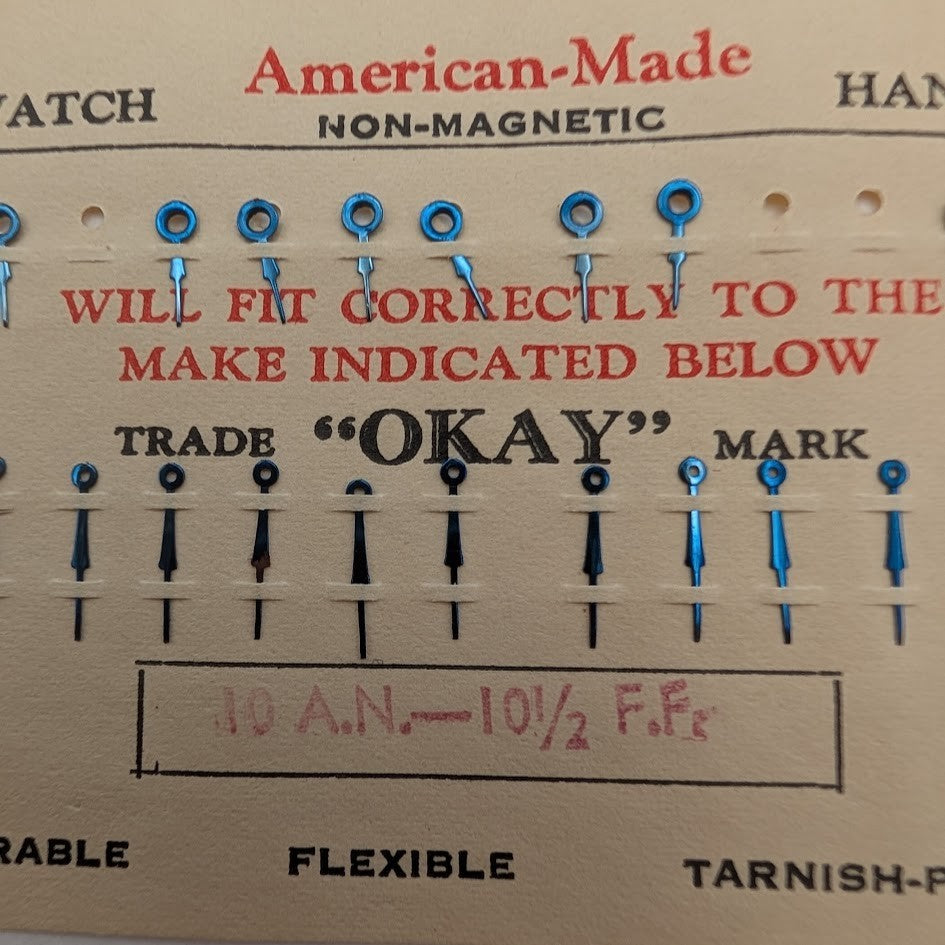 American-Made
WATCH NON-MAGNETIC HAN
WILL FIT CORRECTLY TO THE
MAKE INDICATED BELOW
TRADE "OKAY" MARK
10 A.N.—10½ F.F.
RABLE FLEXIBLE TARNISH-P